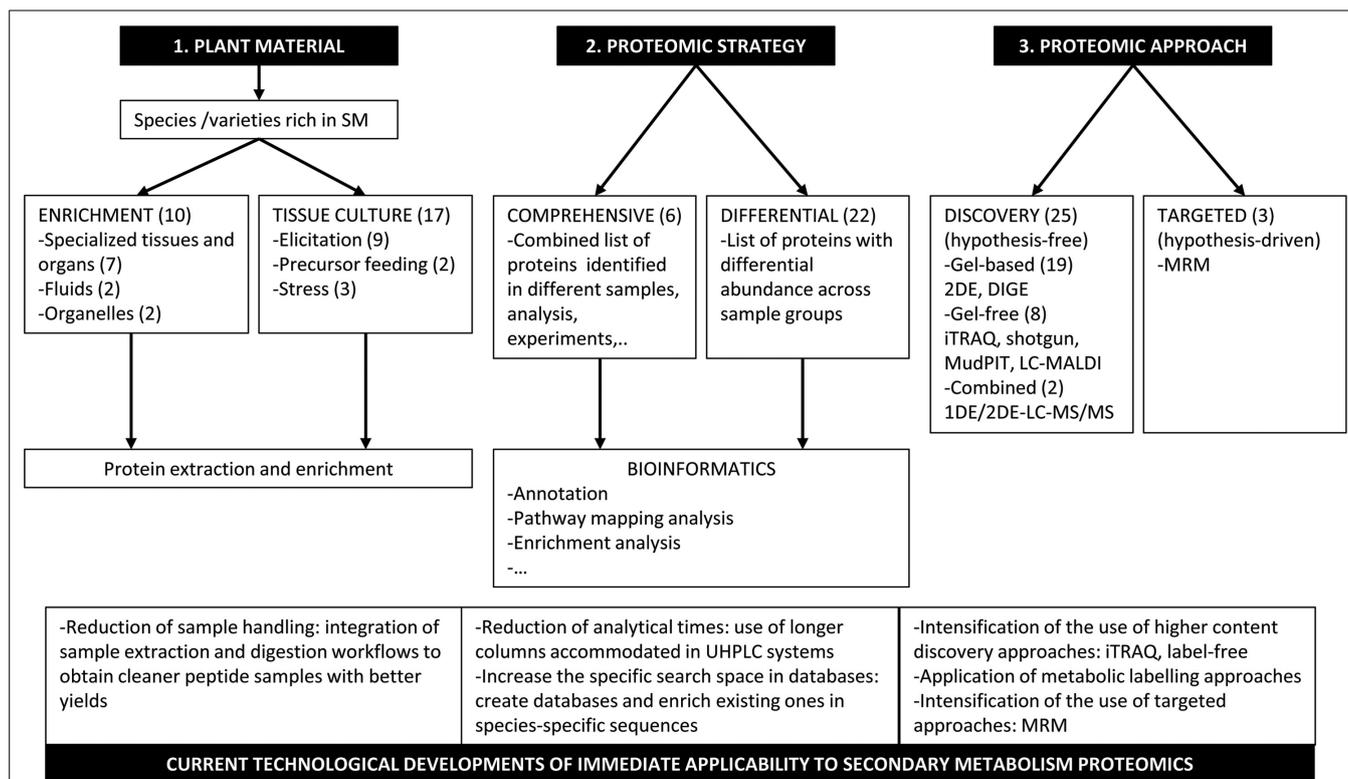 1. PLANT MATERIAL
Species /varieties rich in SM
ENRICHMENT (10)
-Specialized tissues and
organs (7)
-Fluids (2)
-Organelles (2)
TISSUE CULTURE (17)
-Elicitation (9)
-Precursor feeding (2)
-Stress (3)
Protein extraction and enrichment
2. PROTEOMIC STRATEGY
COMPREHENSIVE (6)
-Combined list of
proteins identified
in different samples,
analysis,
experiments,..
DIFFERENTIAL (22)
-List of proteins with
differential
abundance across
sample groups
BIOINFORMATICS
-Annotation
-Pathway mapping analysis
-Enrichment analysis
-...
3. PROTEOMIC APPROACH
DISCOVERY (25)
(hypothesis-free)
-Gel-based (19)
2DE, DIGE
-Gel-free (8)
iTRAQ, shotgun,
MudPIT, LC-MALDI
-Combined (2)
1DE/2DE-LC-MS/MS
TARGETED (3)
(hypothesis-driven)
-MRM
-Reduction of sample handling: integration of
sample extraction and digestion workflows to
obtain cleaner peptide samples with better
yields
-Reduction of analytical times: use of longer
columns accommodated in UHPLC systems
-Increase the specific search space in databases:
create databases and enrich existing ones in
species-specific sequences
-Intensification of the use of higher content
discovery approaches: iTRAQ, label-free
-Application of metabolic labelling approaches
-Intensification of the use of targeted
approaches: MRM
CURRENT TECHNOLOGICAL DEVELOPMENTS OF IMMEDIATE APPLICABILITY TO SECONDARY METABOLISM PROTEOMICS